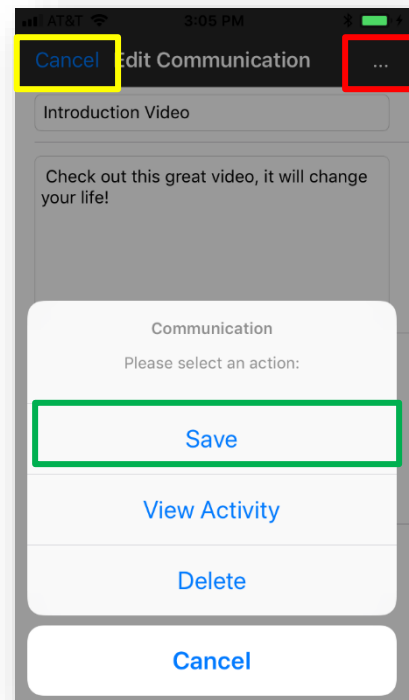 AT&T 3:05 PM
Cancel Edit Communication ...
Introduction Video
Check out this great video, it will change
your life!
Communication
Please select an action:
Save
View Activity
Delete
Cancel